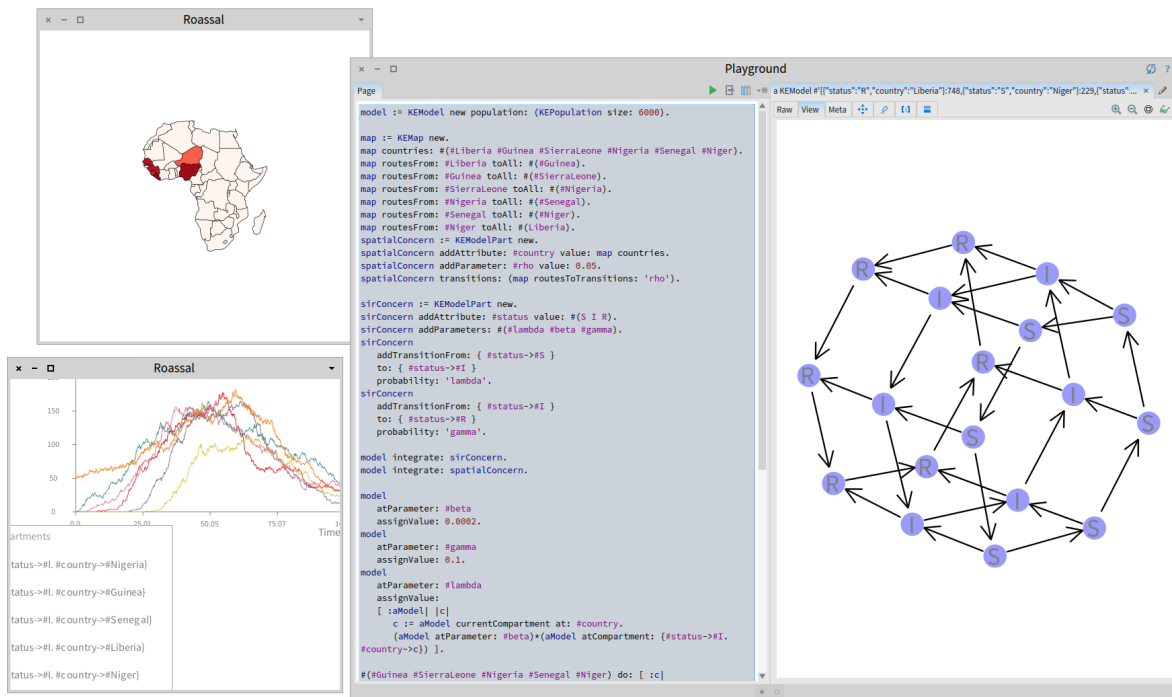 Roassal
Playground
Page
model := KEModel new population: (KEPopulation size: 6000).
map := KEMap new.
map countries: #(#Liberia #Guinea #SierraLeone #Nigeria #Senegal #Niger).
map routesFrom: #Liberia toAll: #(#Guinea).
map routesFrom: #Guinea toAll: #(#SierraLeone).
map routesFrom: #SierraLeone toAll: #(#Nigeria).
map routesFrom: #Nigeria toAll: #(#Senegal).
map routesFrom: #Senegal toAll: #(#Niger).
map routesFrom: #Niger toAll: #(Liberia).
spatialConcern := KEModelPart new.
spatialConcern addAttribute: #country value: map countries.
spatialConcern addParameter: #rho value: 0.05.
spatialConcern transitions: (map routesToTransitions: 'rho').
sirConcern := KEModelPart new.
sirConcern addAttribute: #status value: #(S I R).
sirConcern addParameters: #(#lambda #beta #gamma).
sirConcern
addTransitionFrom: { #status->#S }
to: { #status->#I }
probability: 'lambda'.
sirConcern
addTransitionFrom: { #status->#I }
to: { #status->#R }
probability: 'gamma'.
model integrate: sirConcern.
model integrate: spatialConcern.
model
atParameter: #beta
assignValue: 0.0002.
model
atParameter: #gamma
assignValue: 0.1.
model
atParameter: #lambda
assignValue:
[ :aModel| |c|
c := aModel currentCompartment at: #country.
(aModel atParameter: #beta)*(aModel atCompartment: {#status->#I.
#country->c}) ].
#(#Guinea #SierraLeone #Nigeria #Senegal #Niger) do: [ :c|
a KEModel #'[{"status":"R","country":"Liberia"}:748,{"status":"S","country":"Niger"}:229,{"status":...
Raw View Meta
R
R
I
I
S
S
R
R
I
I
S
S
R
R
I
I
S
S
Roassal
150
100
50
0
0.0 25.03 50.05 75.07
Time
artments
tatus->#I. #country->#Nigeria}
tatus->#I. #country->#Guinea}
tatus->#I. #country->#Senegal}
tatus->#I. #country->#Liberia}
tatus->#I. #country->#Niger}